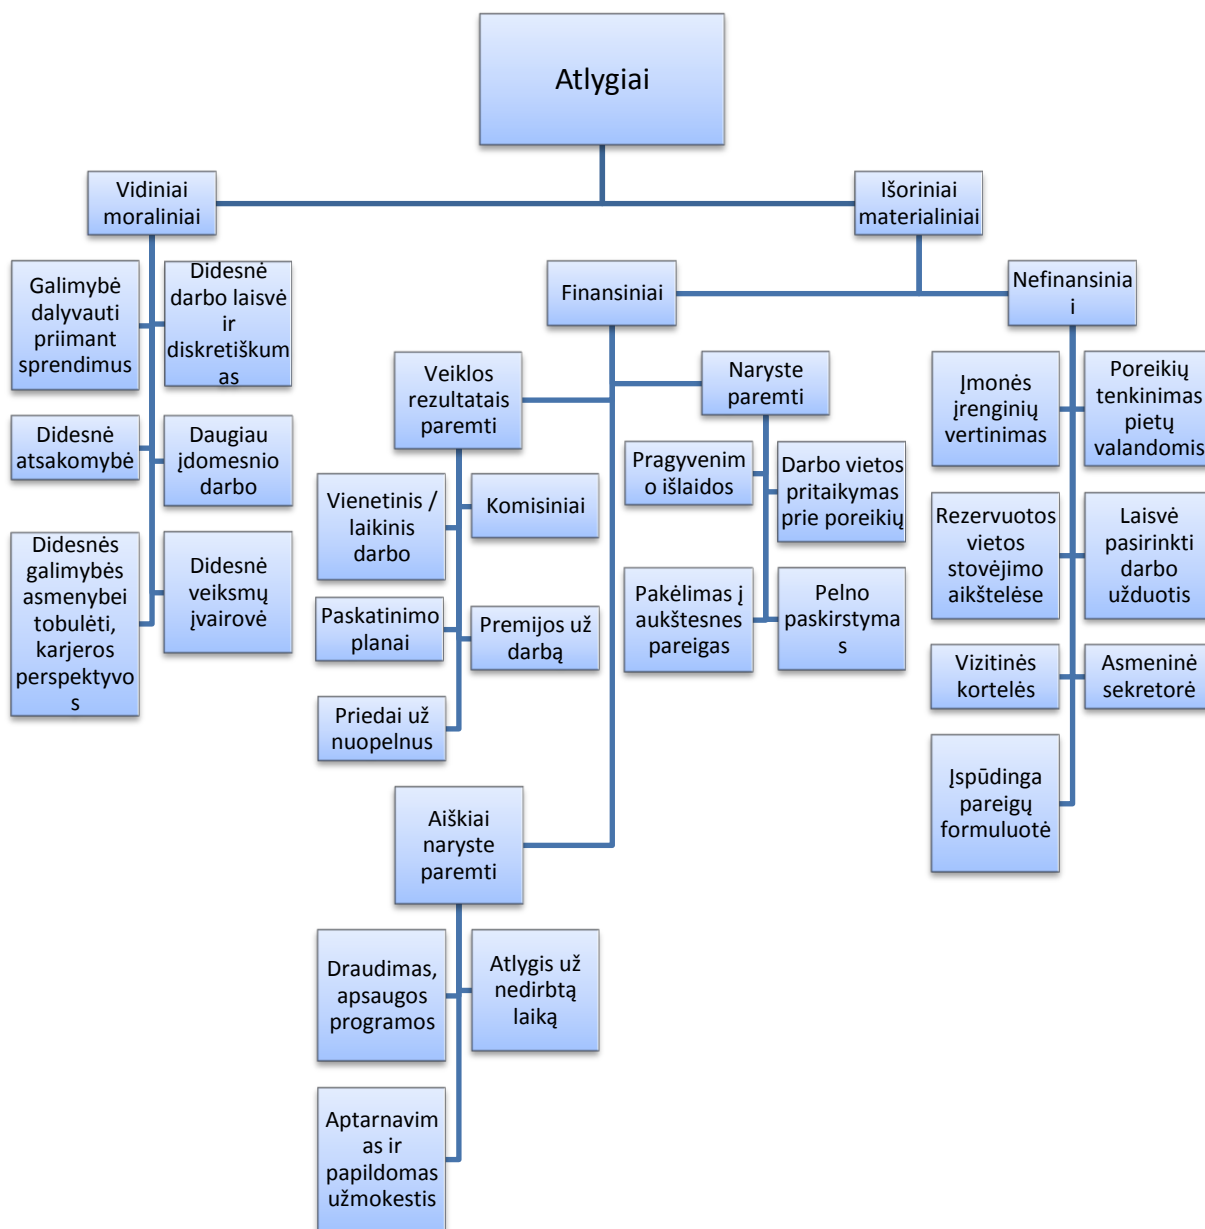 Atlygiai
Vidiniai
moraliniai
Išoriniai
materialiniai
Galimybė
dalyvauti
priimant
sprendimus
Didesnė
darbo laisvė
ir
diskretiškum
as
Didesnė
atsakomybė
Daugiau
įdomesnio
darbo
Didesnės
galimybės
asmenybei
tobulėti,
karjeros
perspektyvo
s
Didesnė
veiksmų
įvairovė
Finansiniai
Nefinansinia
i
Veiklos
rezultatais
paremti
Vienetinis /
laikinis
darbo
Komisiniai
Paskatinimo
planai
Premijos už
darbą
Priedai už
nuopelnus
Naryste
paremti
Pragyvenim
o išlaidos
Darbo vietos
pritaikymas
prie poreikių
Pakėlimas į
aukštesnes
pareigas
Pelno
paskirstyma
s
Aiškiai
naryste
paremti
Draudimas,
apsaugos
programos
Atlygis už
nedirbtą
laiką
Aptarnavim
as ir
papildomas
užmokestis
Įmonės
įrenginių
vertinimas
Poreikių
tenkinimas
pietų
valandomis
Rezervuotos
vietos
stovėjimo
aikštelėse
Laisvė
pasirinkti
darbo
užduotis
Vizitinės
kortelės
Asmeninė
sekretorė
Įspūdinga
pareigų
formuluotė